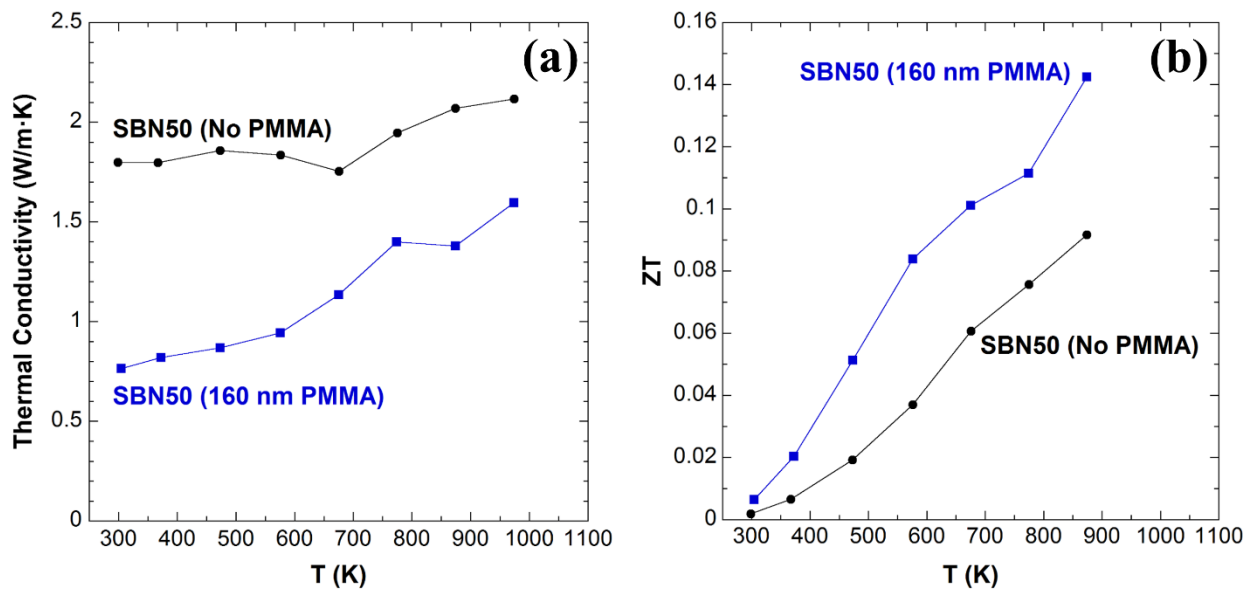 (a)
Thermal Conductivity (W/m·K)
2.5
2
1.5
1
0.5
0
SBN50 (No PMMA)
SBN50 (160 nm PMMA)
300 400 500 600 700 800 900 1000 1100
T (K)
(b)
ZT
0.16
0.14
0.12
0.1
0.08
0.06
0.04
0.02
0
SBN50 (160 nm PMMA)
SBN50 (No PMMA)
300 400 500 600 700 800 900 1000 1100
T (K)